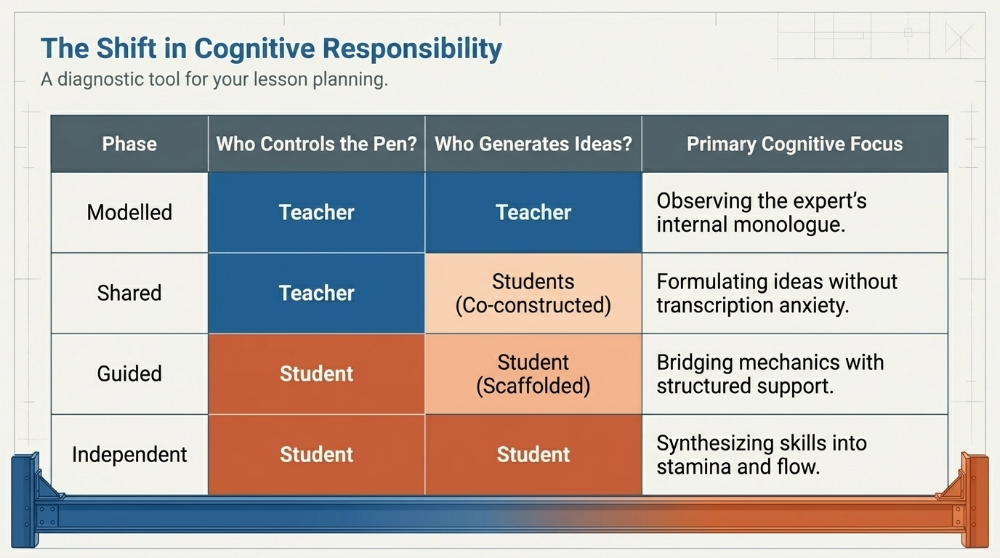 The Shift in Cognitive Responsibility
A diagnostic tool for your lesson planning.
Phase
Who Controls the Pen?
Who Generates Ideas?
Primary Cognitive Focus
Modelled
Teacher
Teacher
Observing the expert’s
internal monologue.
Shared
Teacher
Students
(Co-constructed)
Formulating ideas without
transcription anxiety.
Guided
Student
Student
(Scaffolded)
Bridging mechanics with
structured support.
Independent
Student
Student
Synthesizing skills into
stamina and flow.